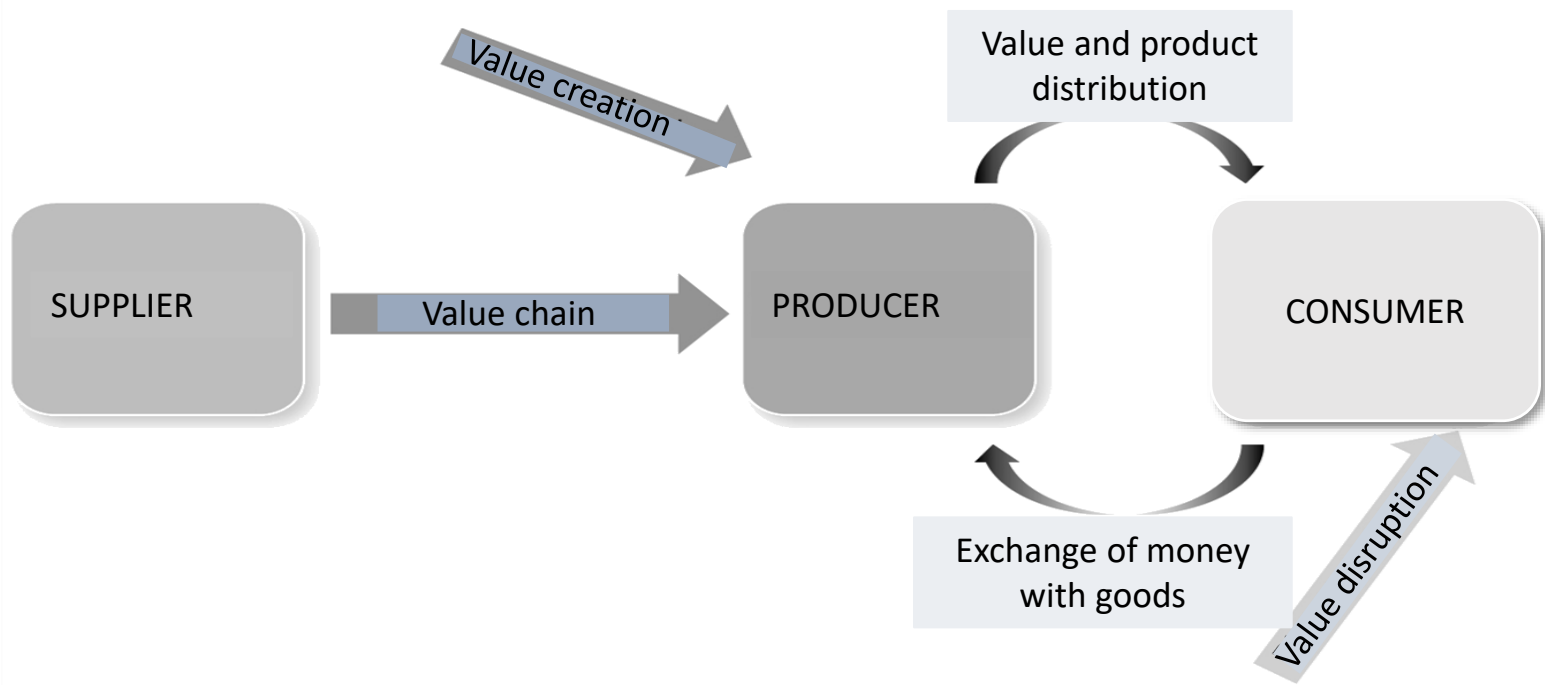 Value creation
Value and product
distribution
SUPPLIER
Value chain
PRODUCER
CONSUMER
Exchange of money
with goods
Value disruption